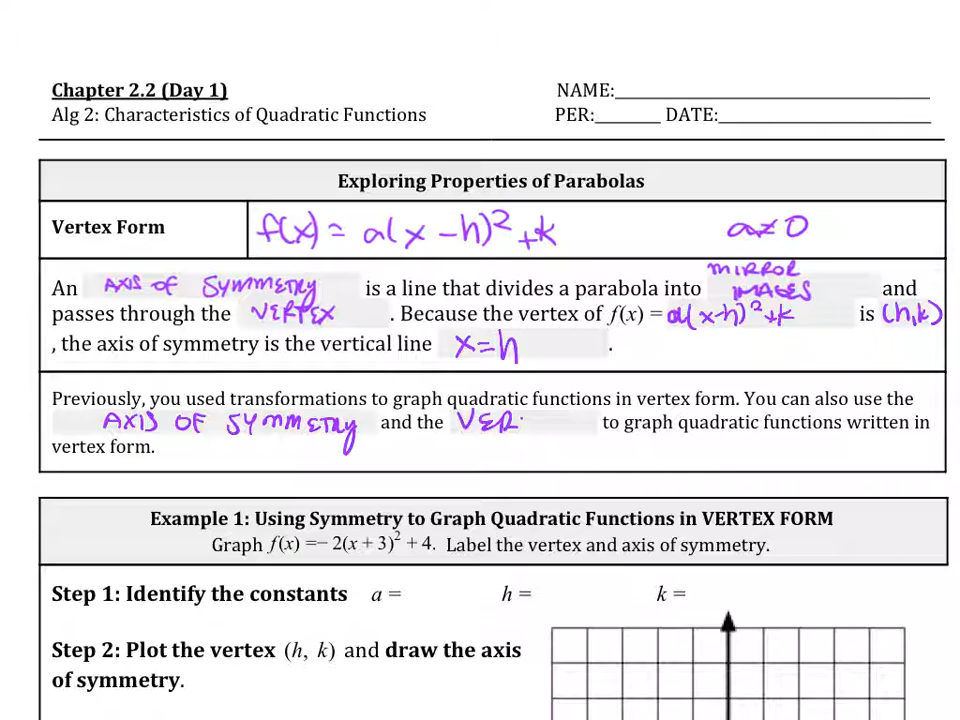 Chapter 2.2 (Day 1) NAME:
Alg 2: Characteristics of Quadratic Functions PER: DATE:
Exploring Properties of Parabolas
Vertex Form f(x) = a(x - h)² + k a ≠ 0
An AXIS OF SYMMETRY is a line that divides a parabola into MIRROR IMAGES and
passes through the VERTEX . Because the vertex of f(x) = a(x-h)² + k is (h,k)
, the axis of symmetry is the vertical line x = h .
Previously, you used transformations to graph quadratic functions in vertex form. You can also use the
AXIS OF SYMMETRY and the VER to graph quadratic functions written in
vertex form.
Example 1: Using Symmetry to Graph Quadratic Functions in VERTEX FORM
Graph f(x) = − 2(x + 3)² + 4. Label the vertex and axis of symmetry.
Step 1: Identify the constants a = h = k =
Step 2: Plot the vertex (h, k) and draw the axis
of symmetry.